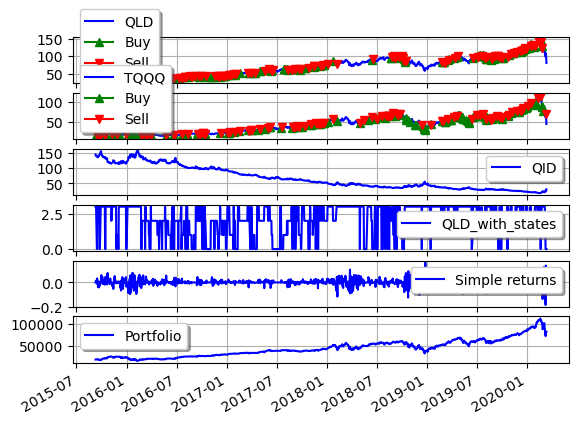 QLD
Buy
Sell
150
100
50
TQQQ
Buy
Sell
100
50
QID
150
100
50
QLD_with_states
2.5
0.0
Simple returns
0.0
−0.2
Portfolio
100000
50000
2015-07 2016-01 2016-07 2017-01 2017-07 2018-01 2018-07 2019-01 2019-07 2020-01